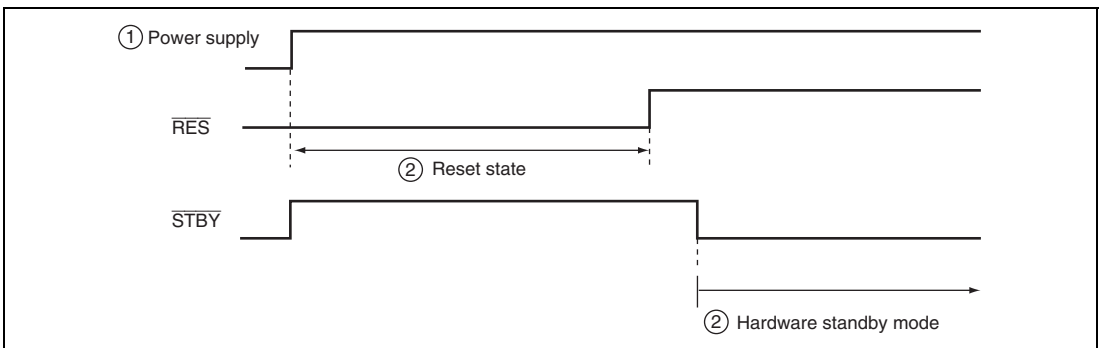 ① Power supply
RES
② Reset state
STBY
② Hardware standby mode